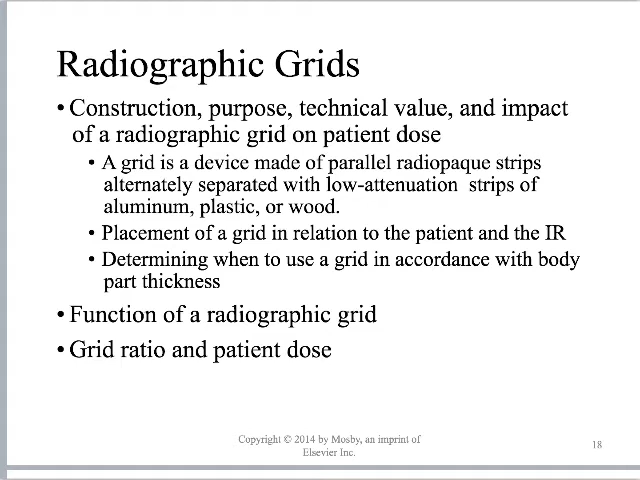 Radiographic Grids
• Construction, purpose, technical value, and impact
of a radiographic grid on patient dose
• A grid is a device made of parallel radiopaque strips
alternately separated with low-attenuation strips of
aluminum, plastic, or wood.
• Placement of a grid in relation to the patient and the IR
• Determining when to use a grid in accordance with body
part thickness
• Function of a radiographic grid
• Grid ratio and patient dose
Copyright © 2014 by Mosby, an imprint of
Elsevier Inc.
18